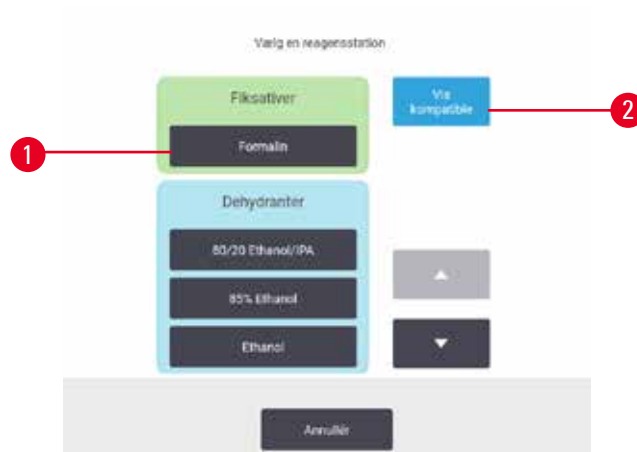 Vælg en reagensstation
Fiksativer
Vis
kompatible
2
1
Formalin
Dehydranter
80/20 Ethanol/IPA
85% Ethanol
Ethanol
Annullér